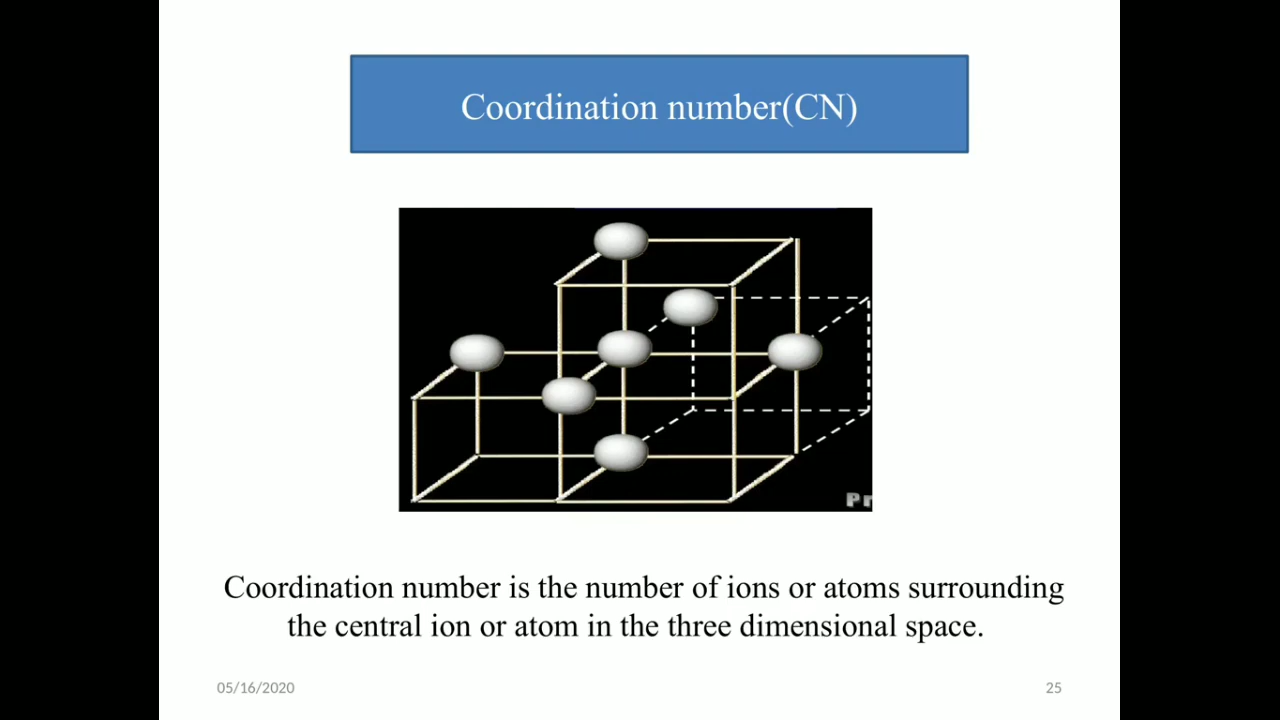 Coordination number(CN)
Pr
Coordination number is the number of ions or atoms surrounding
the central ion or atom in the three dimensional space.
05/16/2020
25